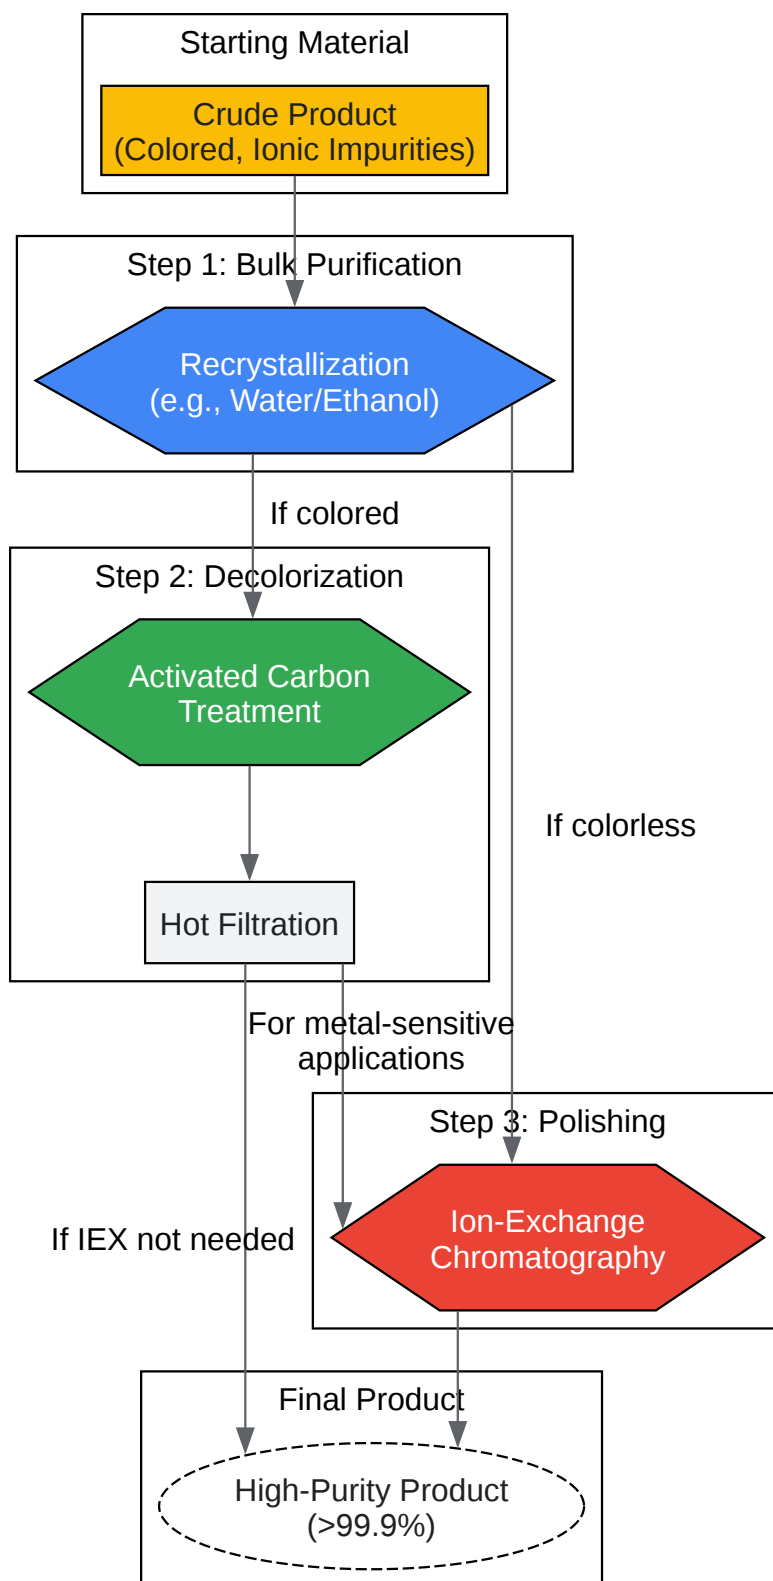 Starting Material
Crude Product
(Colored, Ionic Impurities)
Step 1: Bulk Purification
Recrystallization
(e.g., Water/Ethanol)
If colored
Step 2: Decolorization
Activated Carbon
Treatment
If colorless
Hot Filtration
For metal-sensitive
applications
Step 3: Polishing
Ion-Exchange
Chromatography
If IEX not needed
Final Product
High-Purity Product
(>99.9%)